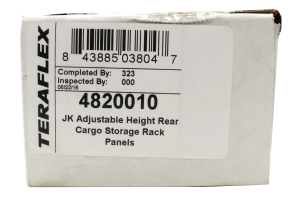 TERAFLEX
8 43885 03804 7
Completed By: 323
Inspected By: 000
06/22/16
4820010
JK Adjustable Height Rear
Cargo Storage Rack
Panels